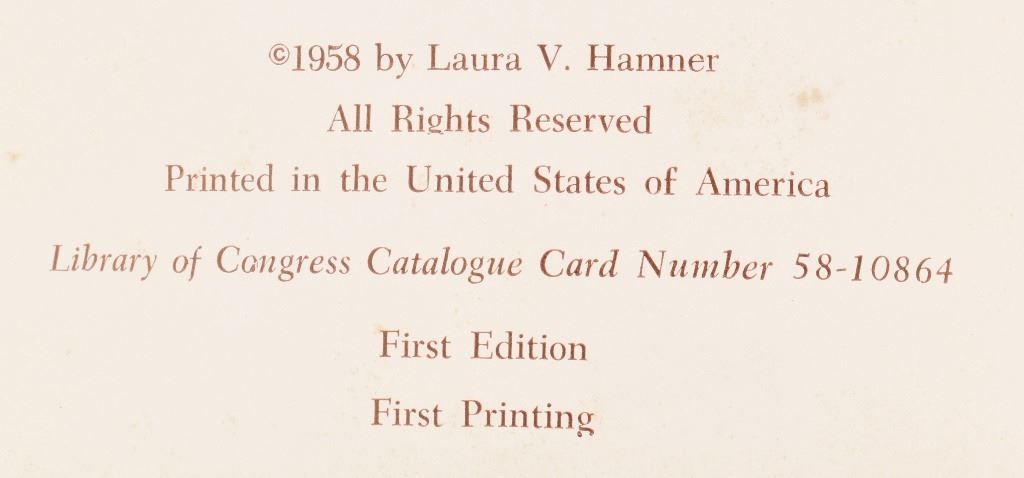 ©1958 by Laura V. Hamner
All Rights Reserved
Printed in the United States of America
Library of Congress Catalogue Card Number 58-10864
First Edition
First Printing